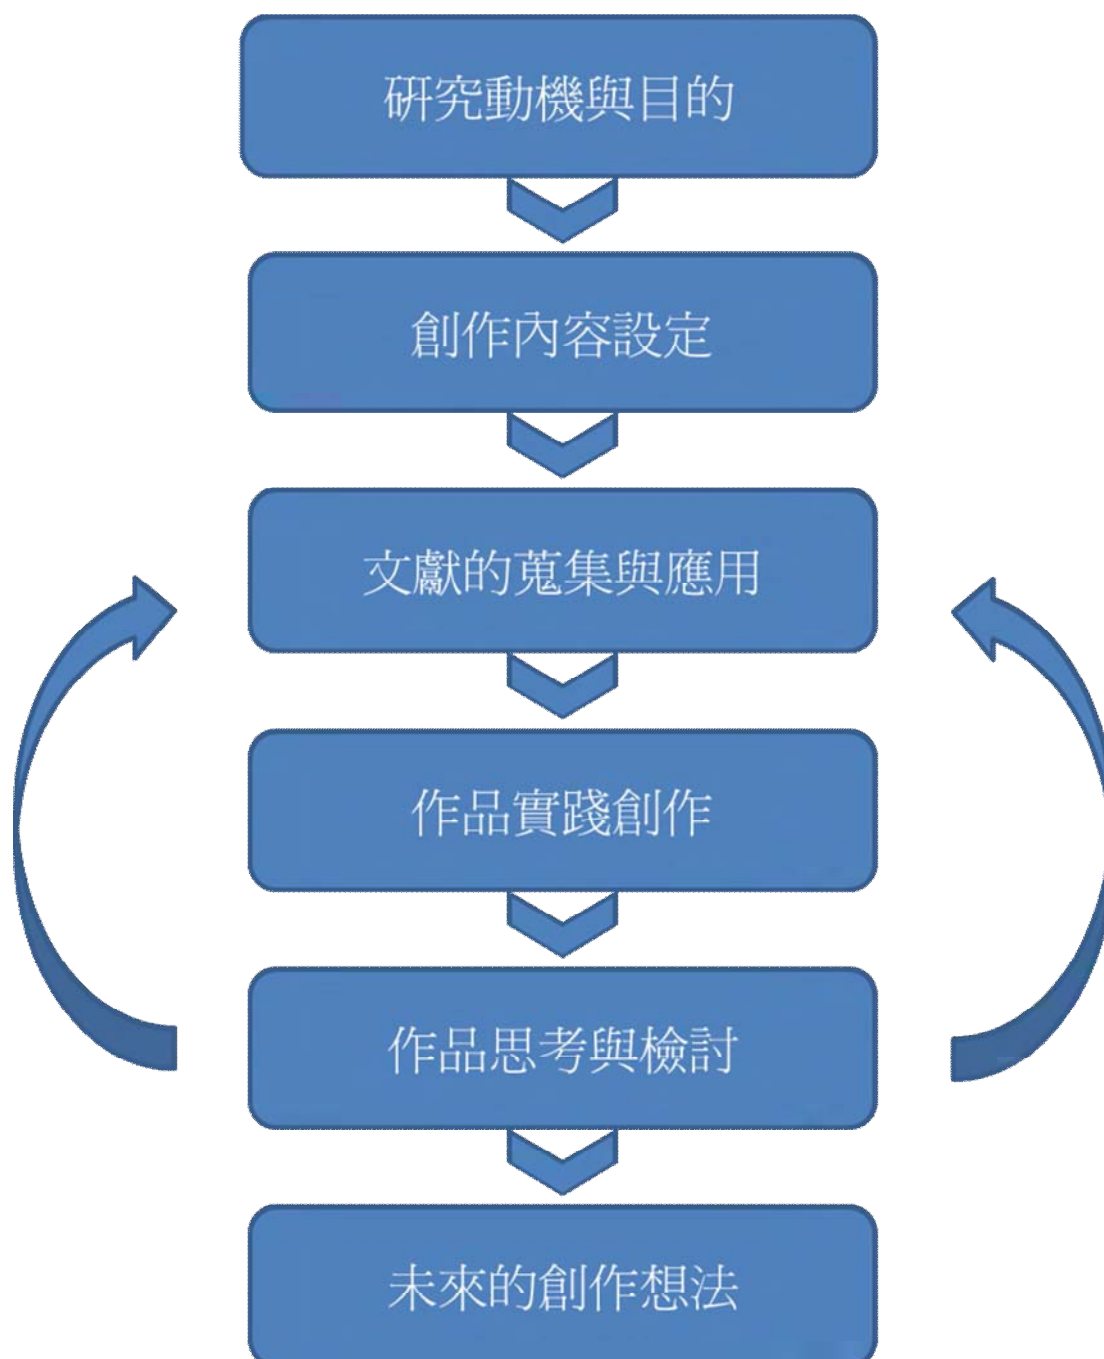 研究動機與目的
創作內容設定
文獻的蒐集與應用
作品實踐創作
作品思考與檢討
未來的創作想法